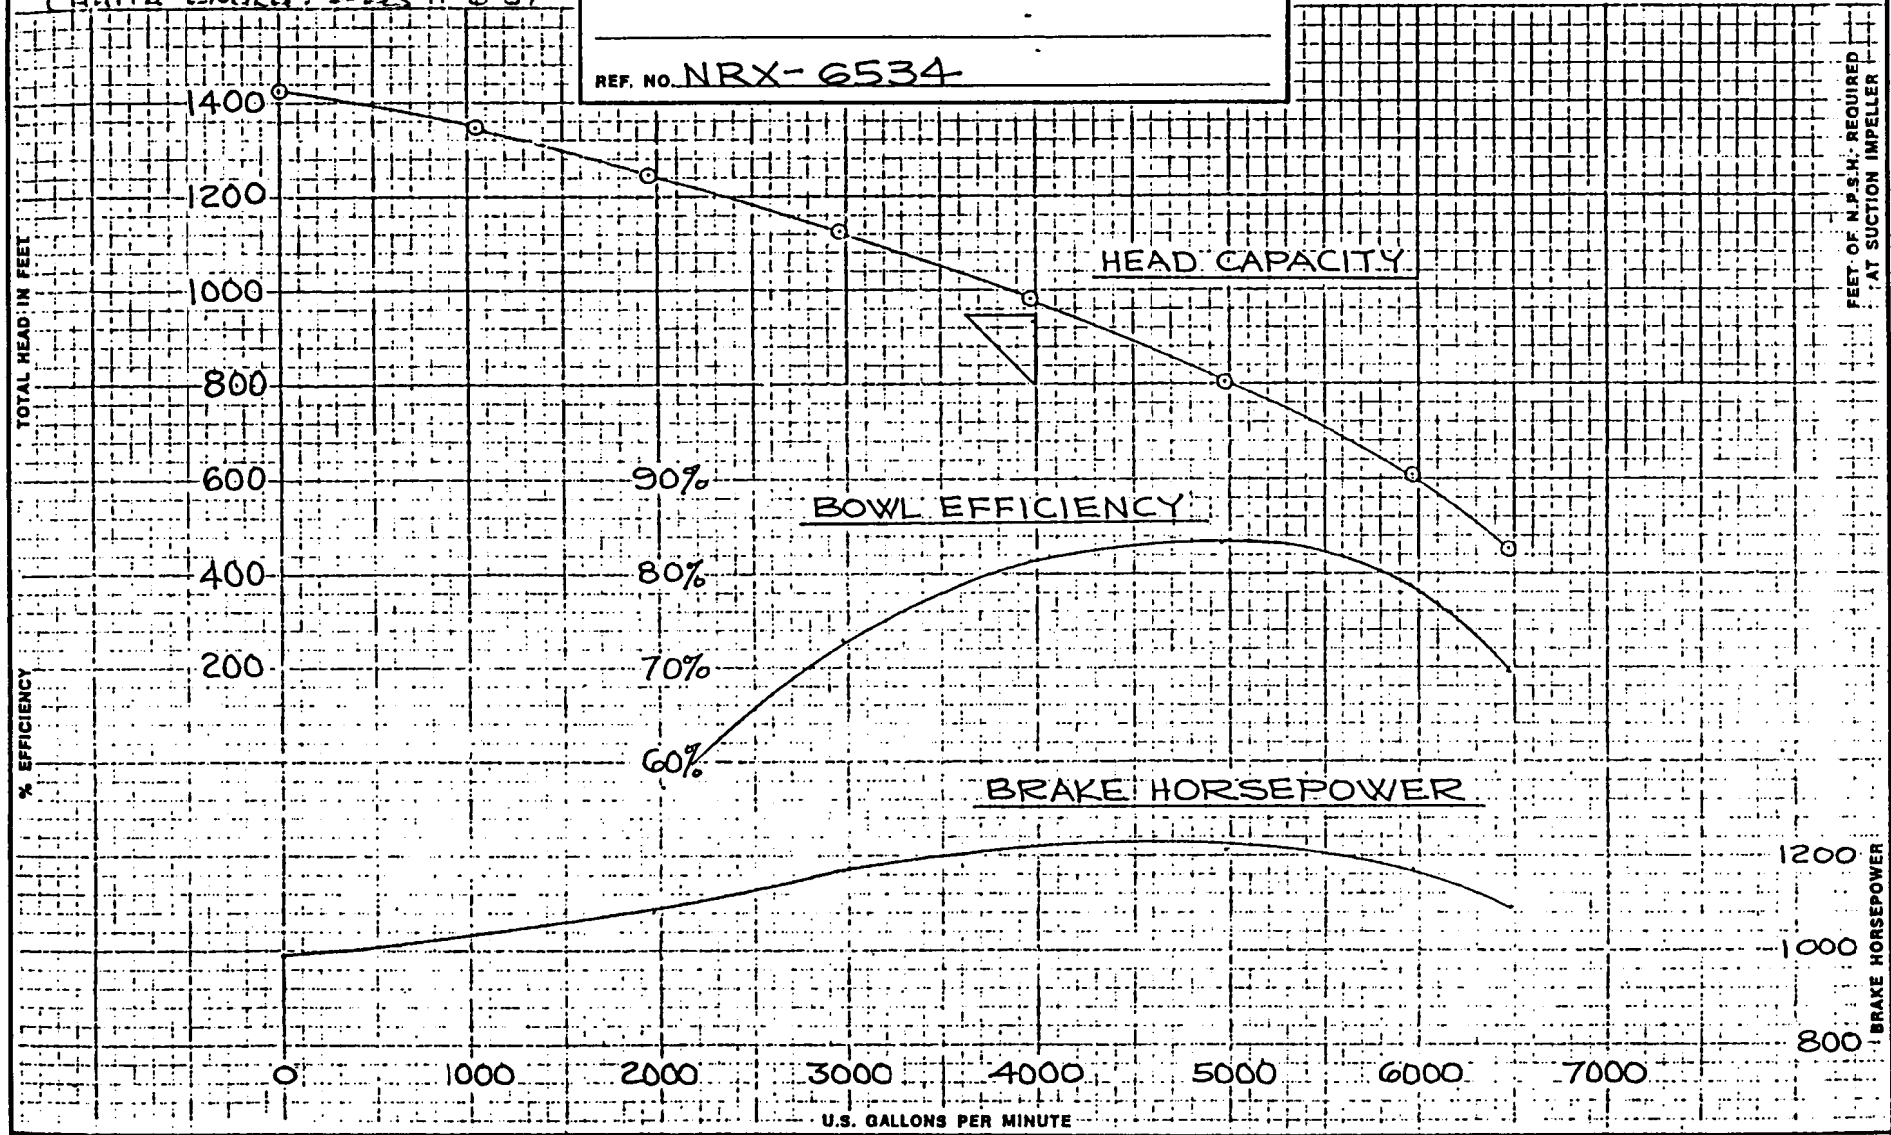 REF. NO. NRX-6534
1400
1200
1000
800
600
400
200
TOTAL HEAD IN FEET
% EFFICIENCY
HEAD CAPACITY
90%
80%
70%
60%
BOWL EFFICIENCY
BRAKE HORSEPOWER
FEET OF N.P.S.H. REQUIRED
AT SUCTION IMPELLER
1200
1000
800
BRAKE HORSEPOWER
0 1000 2000 3000 4000 5000 6000 7000
U.S. GALLONS PER MINUTE